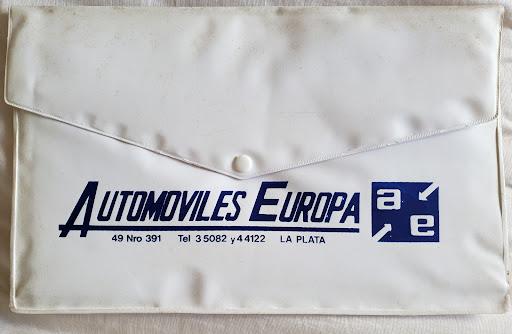 AUTOMOVILES EUROPA
a
e
49 Nro 391 Tel 3 5082 y 4 4122 LA PLATA